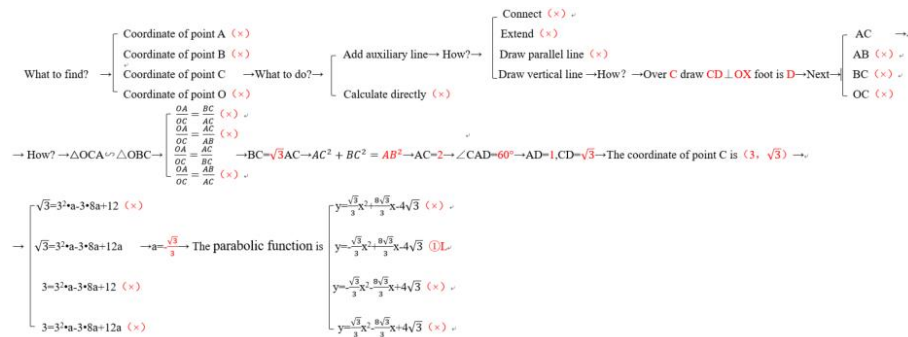 Connect (×)
Coordinate of point A (×)
Extend (×)
AC →
Coordinate of point B (×)
Add auxiliary line→ How?→
Draw parallel line (×)
AB (×)
What to find? → Coordinate of point C →What to do?→
Draw vertical line →How? →Over C draw CD⊥OX foot is D→Next→
BC (×)
Coordinate of point O (×)
Calculate directly (×)
OC (×)
OA/OC=BC/AC (×)
OA/OC=AC/AB (×)
→ How? →△OCA∽△OBC→ OA/OC=AC/BC →BC=√3AC→AC²+BC²=AB²→AC=2→∠CAD=60°→AD=1,CD=√3→The coordinate of point C is (3, √3) →
OA/OC=AB/AC (×)
√3=3²•a-3•8a+12 (×)
y=-√3/3x²+8√3/3x-4√3 (×)
→ √3=3²•a-3•8a+12a →a=-√3/3→ The parabolic function is
y=-√3/3x²+8√3/3x-4√3 ①L
3=3²•a-3•8a+12 (×)
y=-√3/3x²-8√3/3x+4√3 (×)
3=3²•a-3•8a+12a (×)
y=√3/3x²-8√3/3x+4√3 (×)